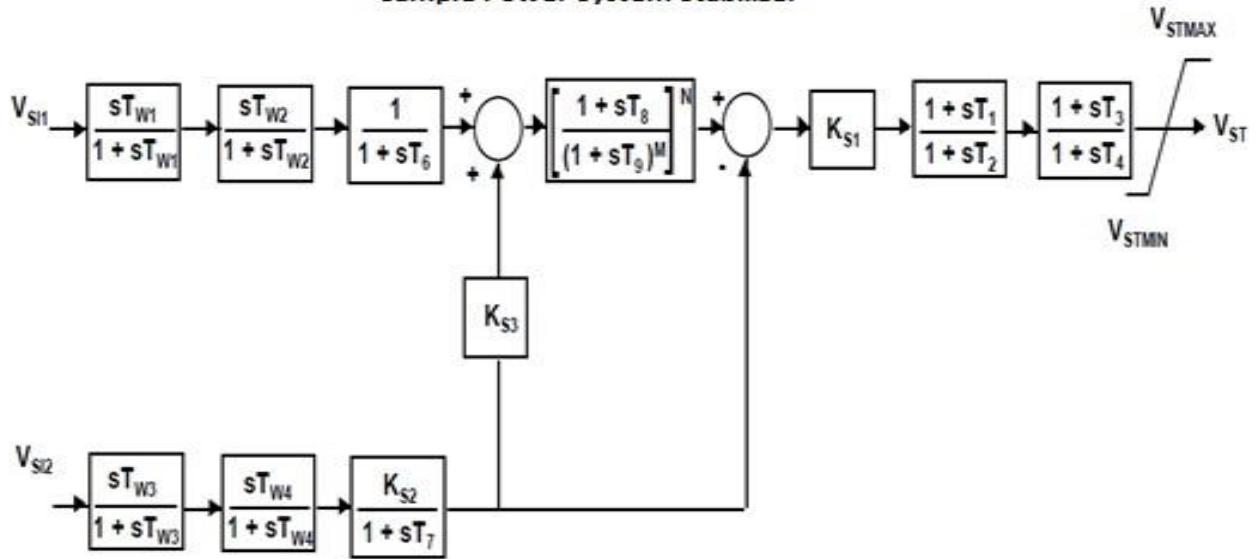 V_STMAX
V_SI1
sT_W1
1 + sT_W1
sT_W2
1 + sT_W2
1
1 + sT_6
+
+
[ 1 + sT_8
(1 + sT_9)^M ]^N
+
-
K_S1
1 + sT_1
1 + sT_2
1 + sT_3
1 + sT_4
V_ST
V_STMIN
K_S3
V_SI2
sT_W3
1 + sT_W3
sT_W4
1 + sT_W4
K_S2
1 + sT_7